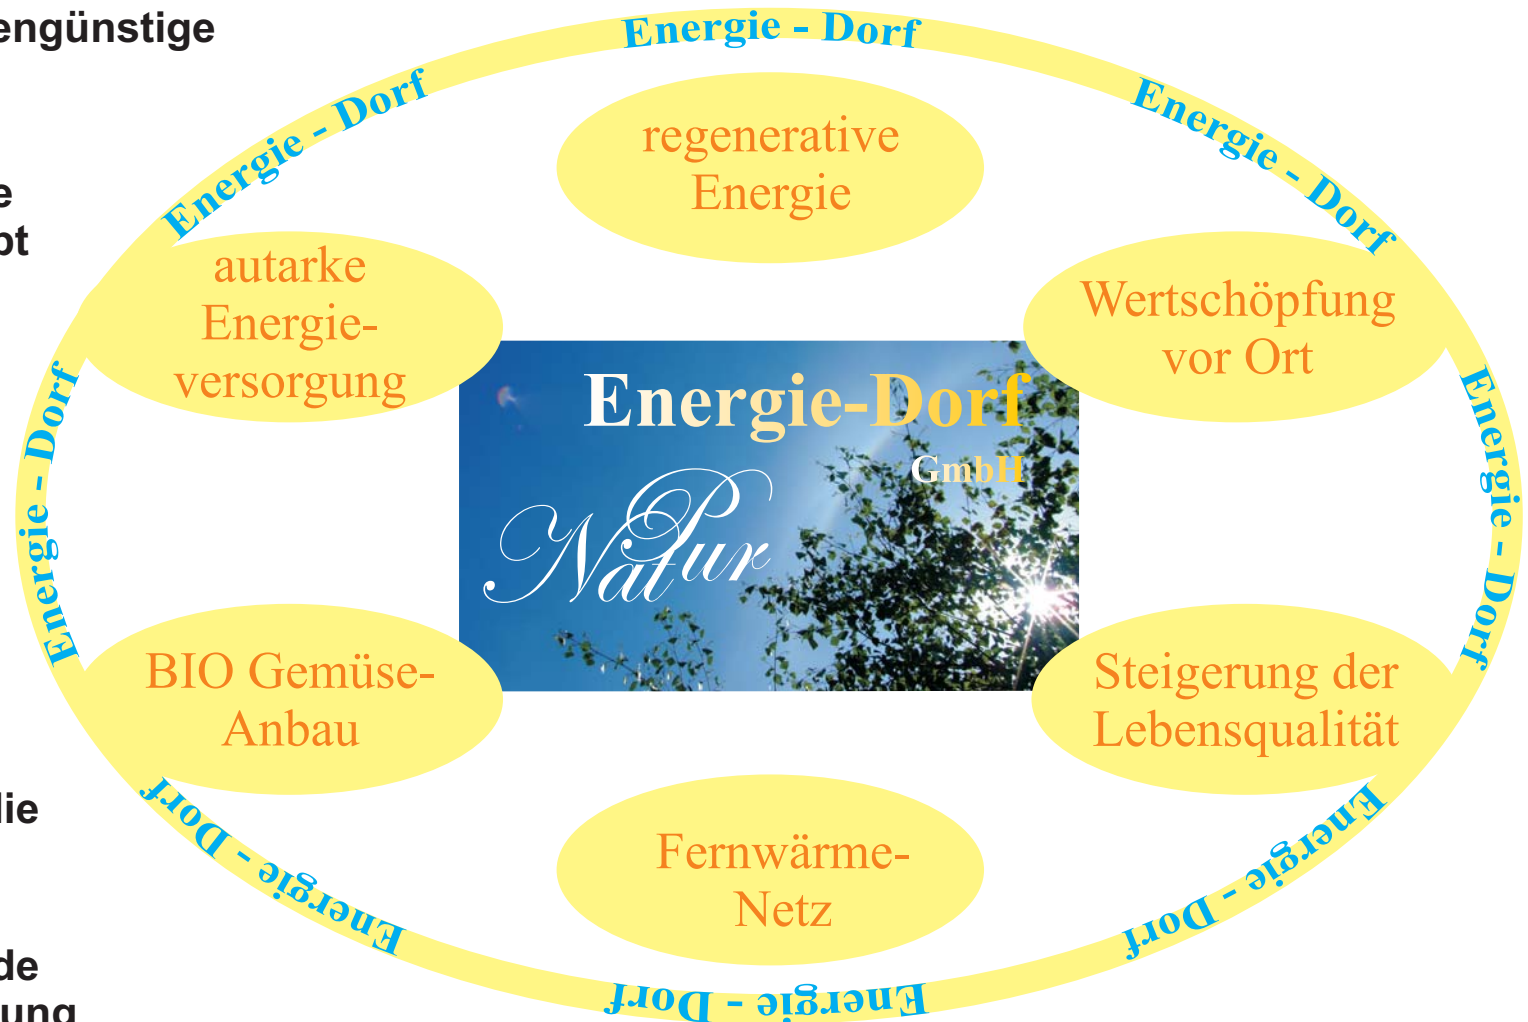 Energie - Dorf
Energie - Dorf
Energie - Dorf
Energie - Dorf
Energie - Dorf
Energie - Dorf
Energie - Dorf
Energie - Dorf
regenerative
Energie
autarke
Energie-
versorgung
Wertschöpfung
vor Ort
Energie-Dorf
GmbH
Natur
Pur
BIO Gemüse-
Anbau
Steigerung der
Lebensqualität
Fernwärme-
Netz